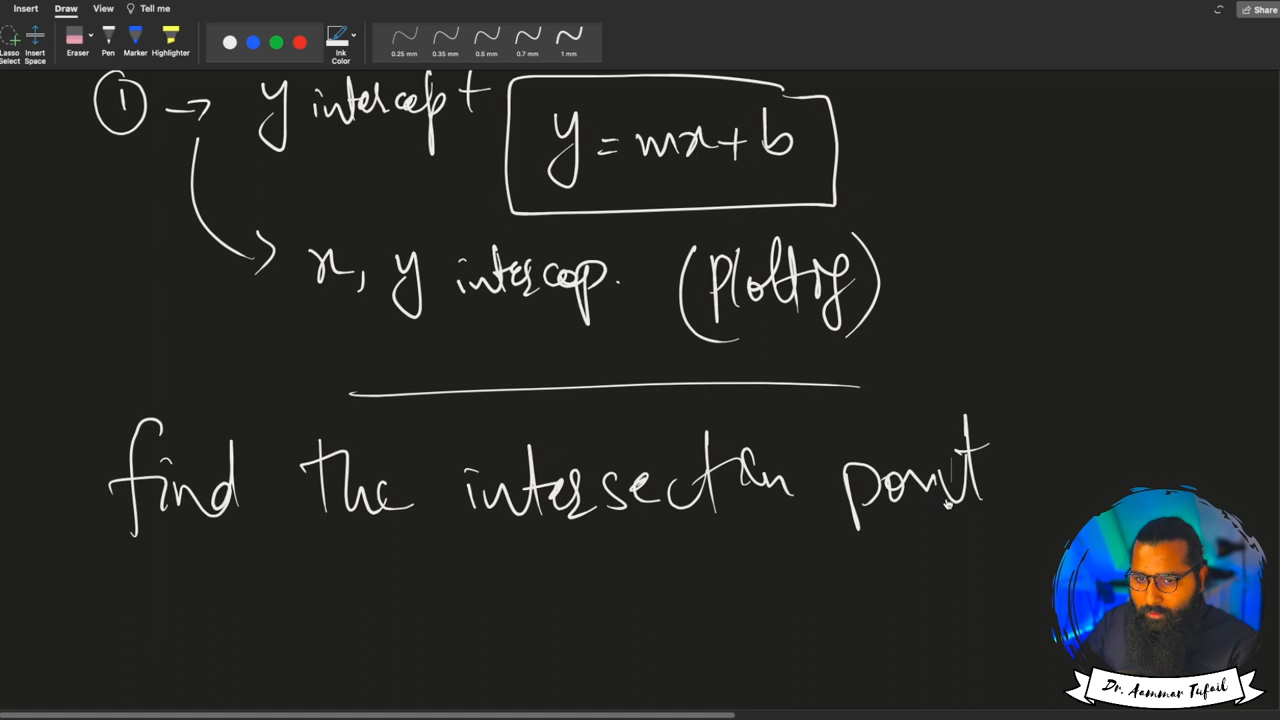 Insert Draw View Tell me
Share
Lasso Select Insert Space Eraser Pen Marker Highlighter Ink Color 0.25 mm 0.35 mm 0.5 mm 0.7 mm 1 mm
① → y intercept y = mx + b
x, y intercep. (Plotting)
find the intersection point
Dr. Aammar Tufail